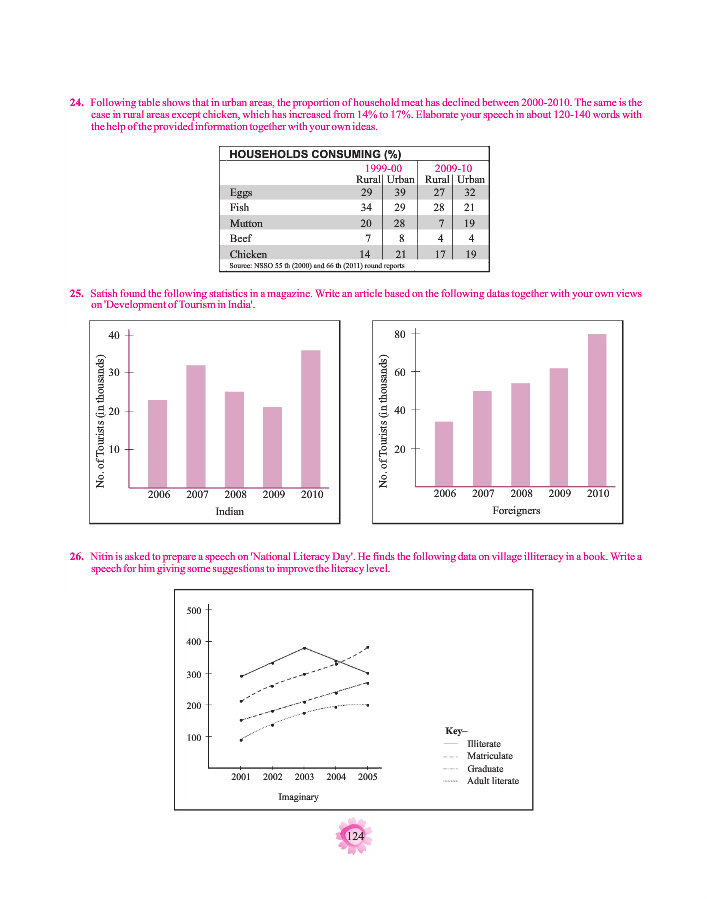 24. Following table shows that in urban areas, the proportion of household meat has declined between 2000-2010. The same is the
case in rural areas except chicken, which has increased from 14% to 17%. Elaborate your speech in about 120-140 words with
the help of the provided information together with your own ideas.
HOUSEHOLDS CONSUMING (%)
1999-00 2009-10
Rural Urban Rural Urban
Eggs 29 39 27 32
Fish 34 29 28 21
Mutton 20 28 7 19
Beef 7 8 4 4
Chicken 14 21 17 19
Source: NSSO 55 th (2000) and 66 th (2011) round reports
25. Satish found the following statistics in a magazine. Write an article based on the following datas together with your own views
on 'Development of Tourism in India'.
No. of Tourists (in thousands)
40
30
20
10
2006 2007 2008 2009 2010
Indian
No. of Tourists (in thousands)
80
60
40
20
2006 2007 2008 2009 2010
Foreigners
26. Nitin is asked to prepare a speech on 'National Literacy Day'. He finds the following data on village illiteracy in a book. Write a
speech for him giving some suggestions to improve the literacy level.
500
400
300
200
100
2001 2002 2003 2004 2005
Imaginary
Key–
Illiterate
Matriculate
Graduate
Adult literate
124